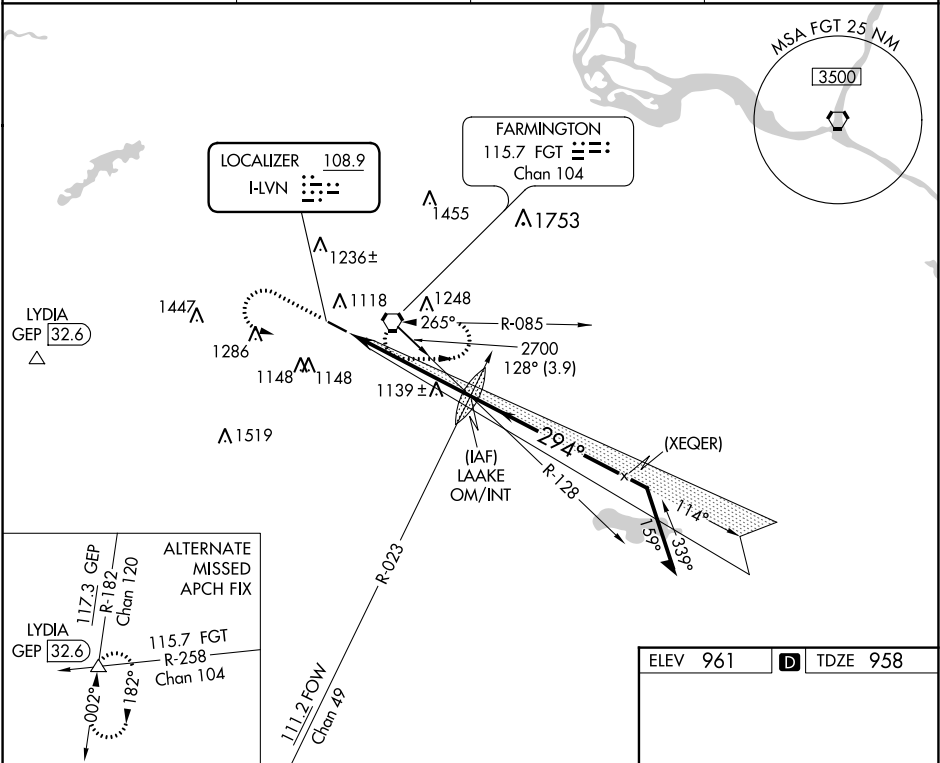 MSA FGT 25 NM
3500
LOCALIZER 108.9
I-LVN
FARMINGTON
115.7 FGT
Chan 104
1455
1753
1236±
1447
1118
1248
LYDIA
GEP 32.6
265°
R-085
1286
2700
128° (3.9)
1148
1148
1139 ±
1519
294°
(XEQER)
(IAF)
LAAKE
OM/INT
R-128
114°
159°
339°
R-023
111.2 FOW
Chan 49
ALTERNATE
MISSED
APCH FIX
117.3 GEP
R-182
Chan 120
LYDIA
GEP 32.6
115.7 FGT
R-258
Chan 104
002°
182°
ELEV 961 D TDZE 958